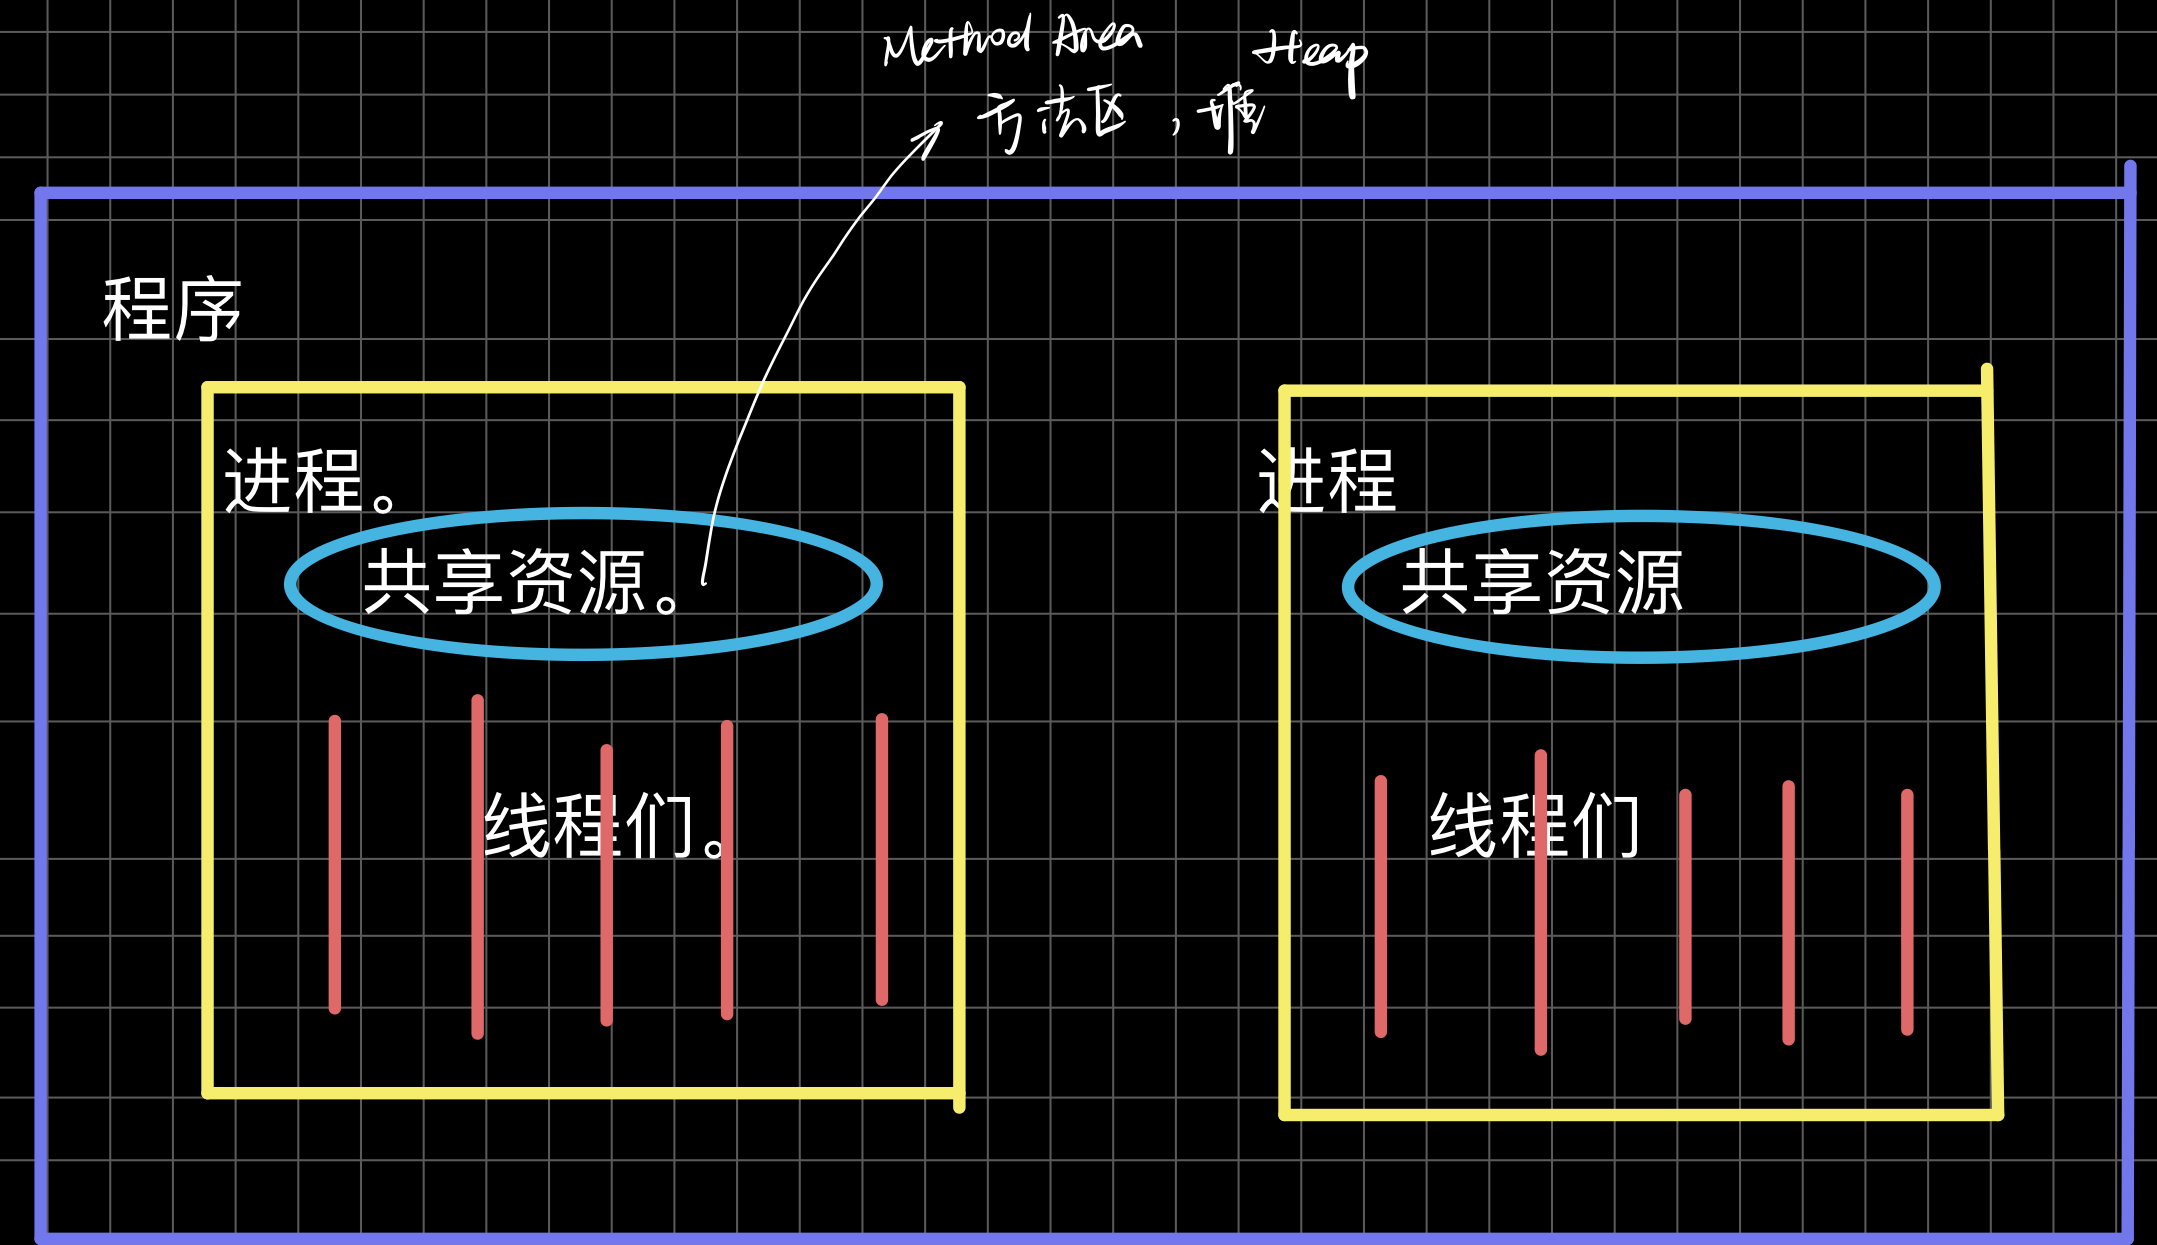 Method Area Heap
方法区，堆
程序
进程。
进程
共享资源。
共享资源
线程们。
线程们